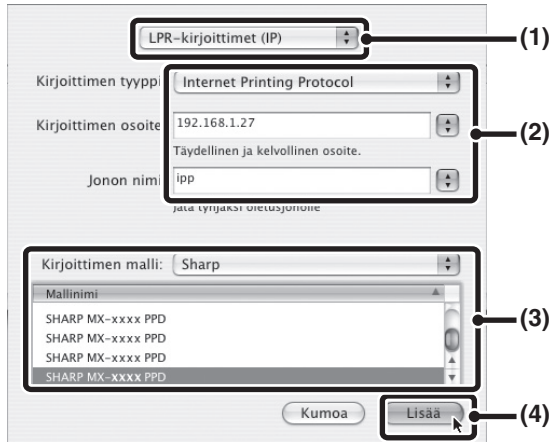 LPR-kirjoittimet (IP)
(1)
Kirjoittimen tyyppi
Internet Printing Protocol
Kirjoittimen osoite
192.168.1.27
(2)
Täydellinen ja kelvollinen osoite.
Jonon nimi
ipp
Jätä tyhjäksi oletusjonolle
Kirjoittimen malli: Sharp
Mallinimi
SHARP MX-xxxx PPD
SHARP MX-xxxx PPD
(3)
SHARP MX-xxxx PPD
SHARP MX-xxxx PPD
Kumoa
Lisää
(4)